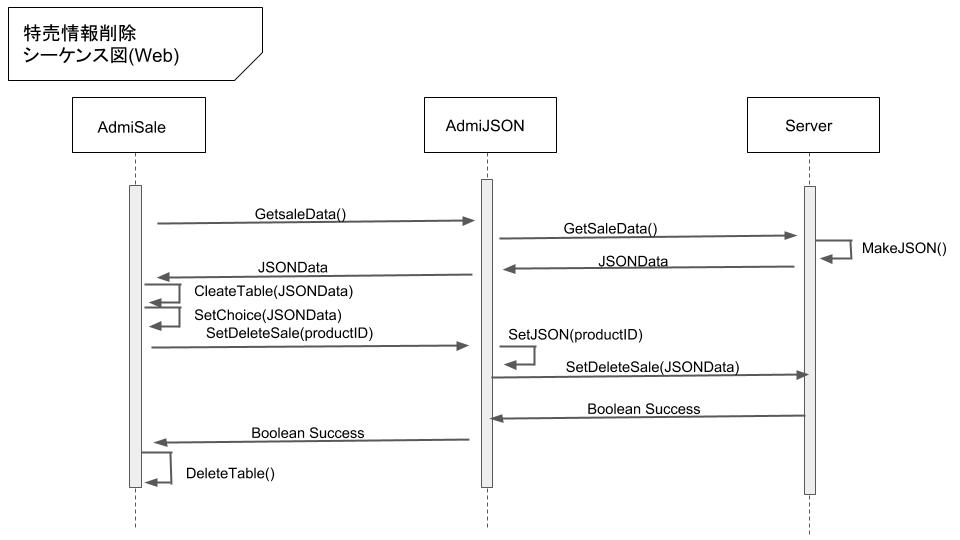 特売情報削除
シーケンス図(Web)
AdmiSale
AdmiJSON
Server
GetsaleData()
GetSaleData()
MakeJSON()
JSONData
JSONData
CleateTable(JSONData)
SetChoice(JSONData)
SetDeleteSale(productID)
SetJSON(productID)
SetDeleteSale(JSONData)
Boolean Success
Boolean Success
DeleteTable()